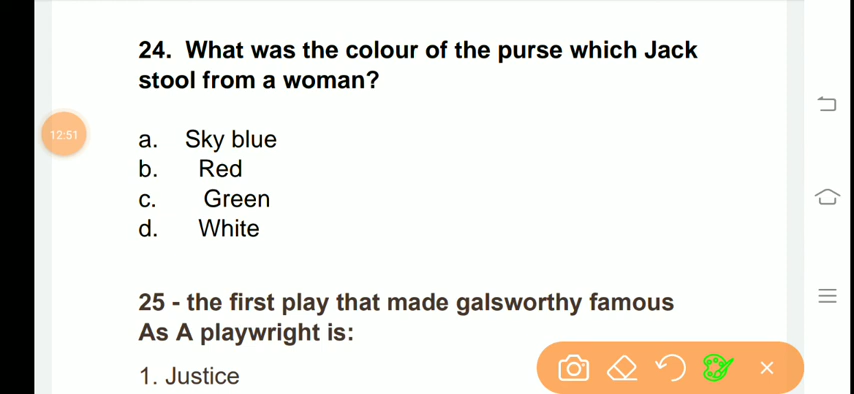 24. What was the colour of the purse which Jack
stool from a woman?
12:51
a. Sky blue
b. Red
c. Green
d. White
25 - the first play that made galsworthy famous
As A playwright is:
1. Justice